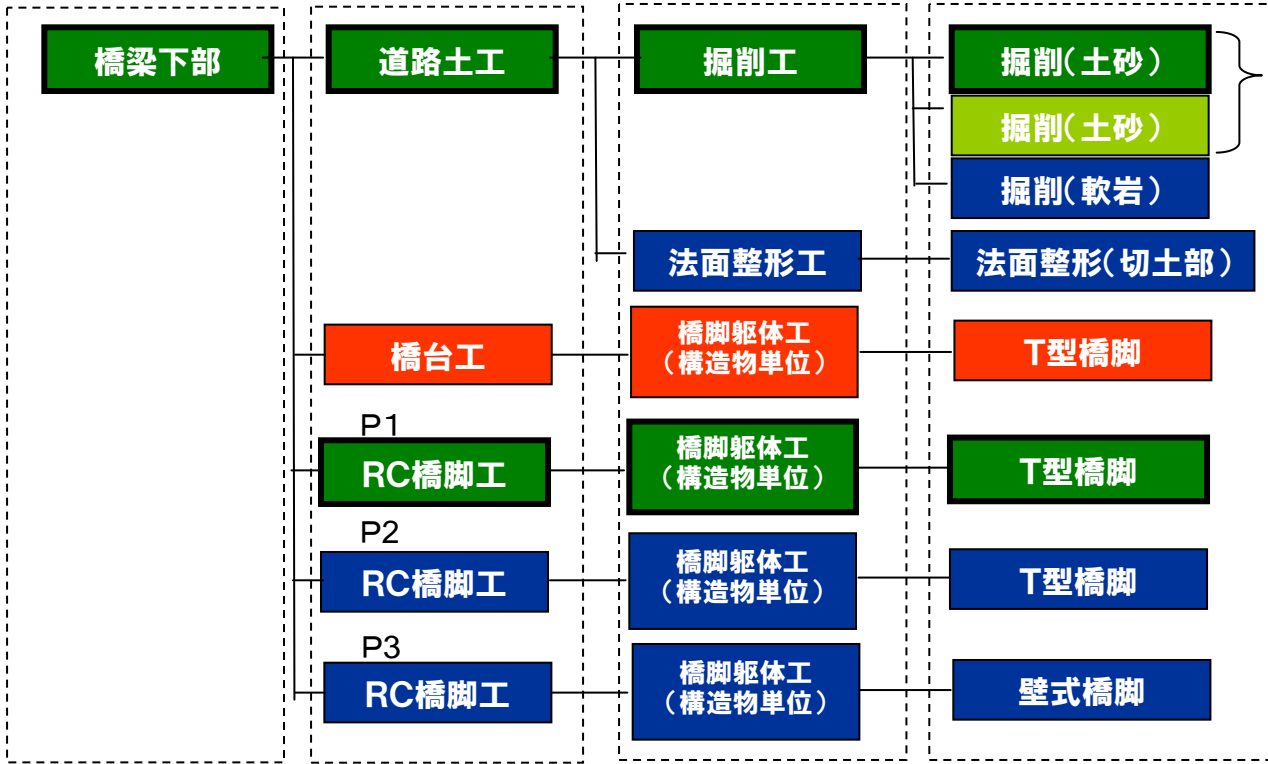 橋梁下部
道路土工
掘削工
掘削(土砂)
掘削(土砂)
掘削(軟岩)
法面整形工
法面整形(切土部)
橋台工
橋脚躯体工
(構造物単位)
T型橋脚
P1
RC橋脚工
橋脚躯体工
(構造物単位)
T型橋脚
P2
RC橋脚工
橋脚躯体工
(構造物単位)
T型橋脚
P3
RC橋脚工
橋脚躯体工
(構造物単位)
壁式橋脚